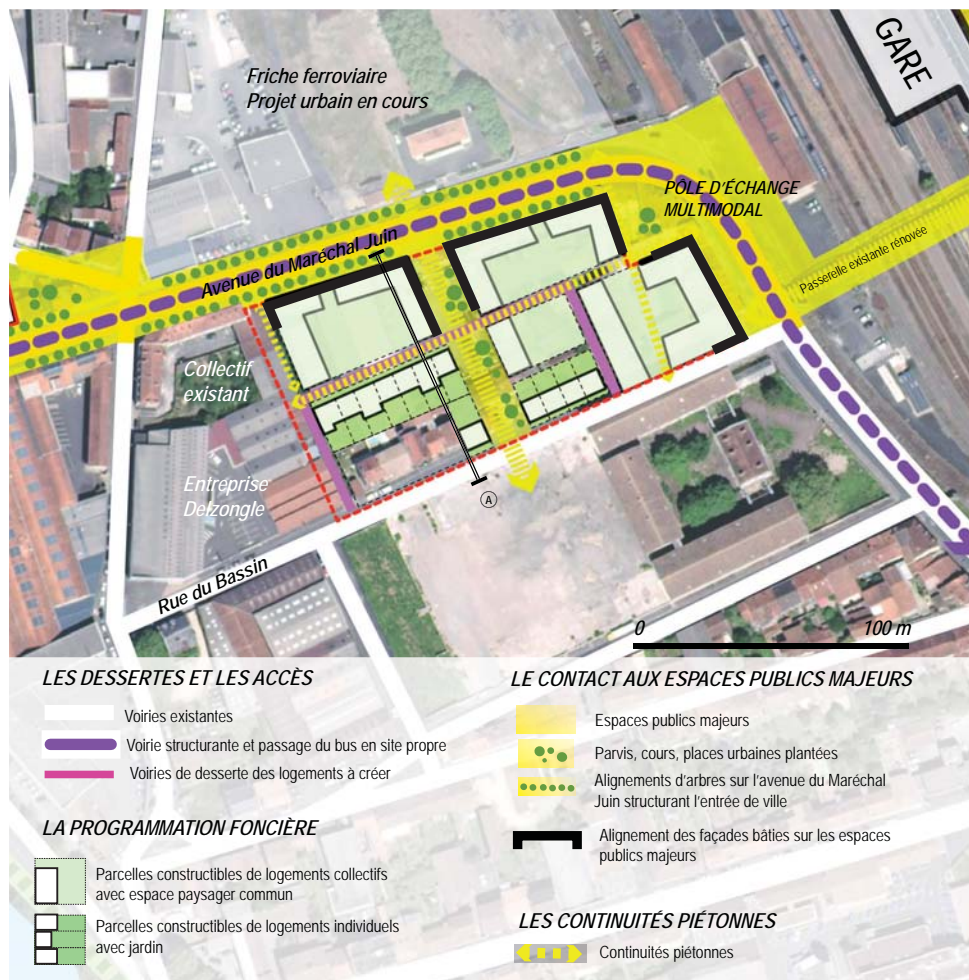 GARE
Friche ferroviaire
Projet urbain en cours
PÔLE D'ÉCHANGE
MULTIMODAL
Avenue du Maréchal Juin
Passerelle existante rénovée
Collectif
existant
Entreprise
Delzongle
A
Rue du Bassin
0 100 m
LES DESSERTES ET LES ACCÈS
Voiries existantes
Voirie structurante et passage du bus en site propre
Voiries de desserte des logements à créer
LA PROGRAMMATION FONCIÈRE
Parcelles constructibles de logements collectifs
avec espace paysager commun
Parcelles constructibles de logements individuels
avec jardin
LE CONTACT AUX ESPACES PUBLICS MAJEURS
Espaces publics majeurs
Parvis, cours, places urbaines plantées
Alignements d'arbres sur l'avenue du Maréchal
Juin structurant l'entrée de ville
Alignement des façades bâties sur les espaces
publics majeurs
LES CONTINUITÉS PIÉTONNES
Continuités piétonnes